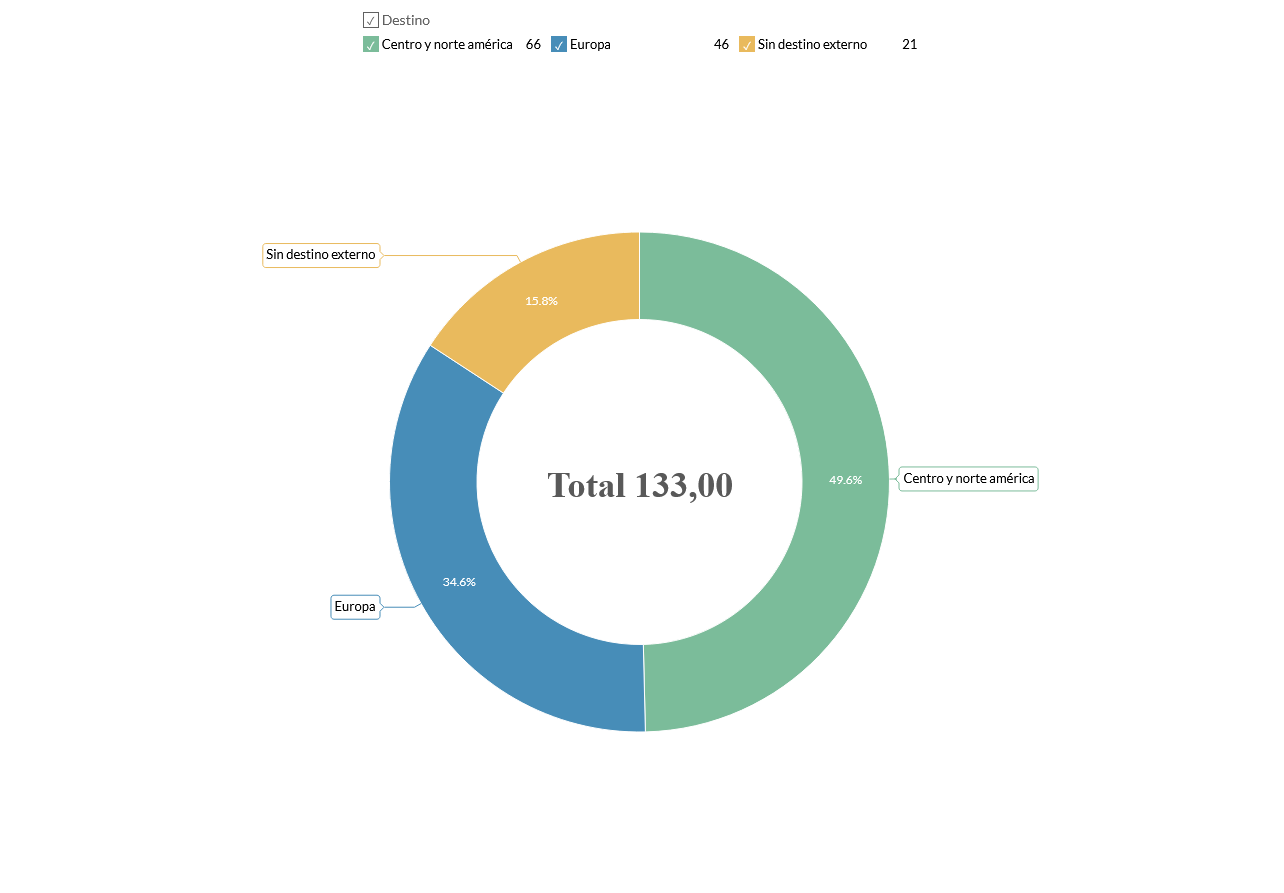 Destino
Centro y norte américa 66 Europa 46 Sin destino externo 21
Sin destino externo
15.8%
Total 133,00
49.6%
Centro y norte américa
34.6%
Europa